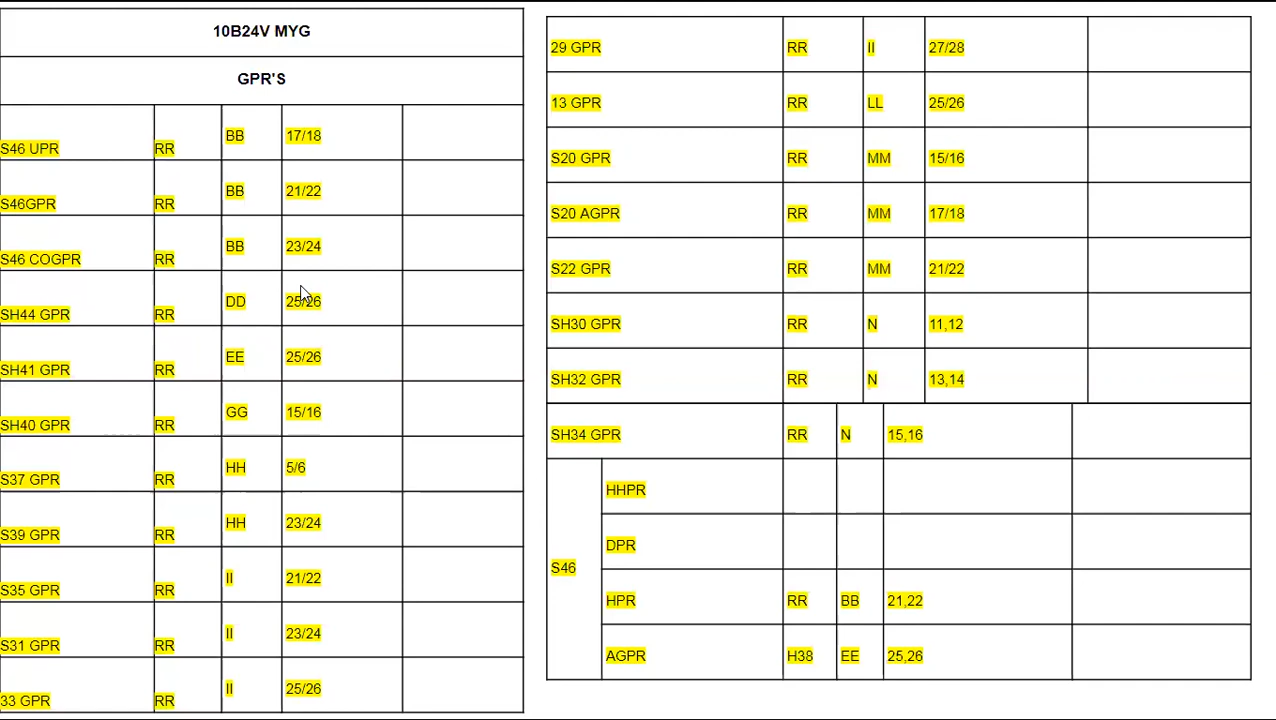 10B24V MYG
GPR'S
S46 UPR RR BB 17/18
S46GPR RR BB 21/22
S46 COGPR RR BB 23/24
SH44 GPR RR DD 25/26
SH41 GPR RR EE 25/26
SH40 GPR RR GG 15/16
S37 GPR RR HH 5/6
S39 GPR RR HH 23/24
S35 GPR RR II 21/22
S31 GPR RR II 23/24
33 GPR RR II 25/26
29 GPR RR II 27/28
13 GPR RR LL 25/26
S20 GPR RR MM 15/16
S20 AGPR RR MM 17/18
S22 GPR RR MM 21/22
SH30 GPR RR N 11,12
SH32 GPR RR N 13,14
SH34 GPR RR N 15,16
S46
HHPR
DPR
HPR RR BB 21,22
AGPR H38 EE 25,26